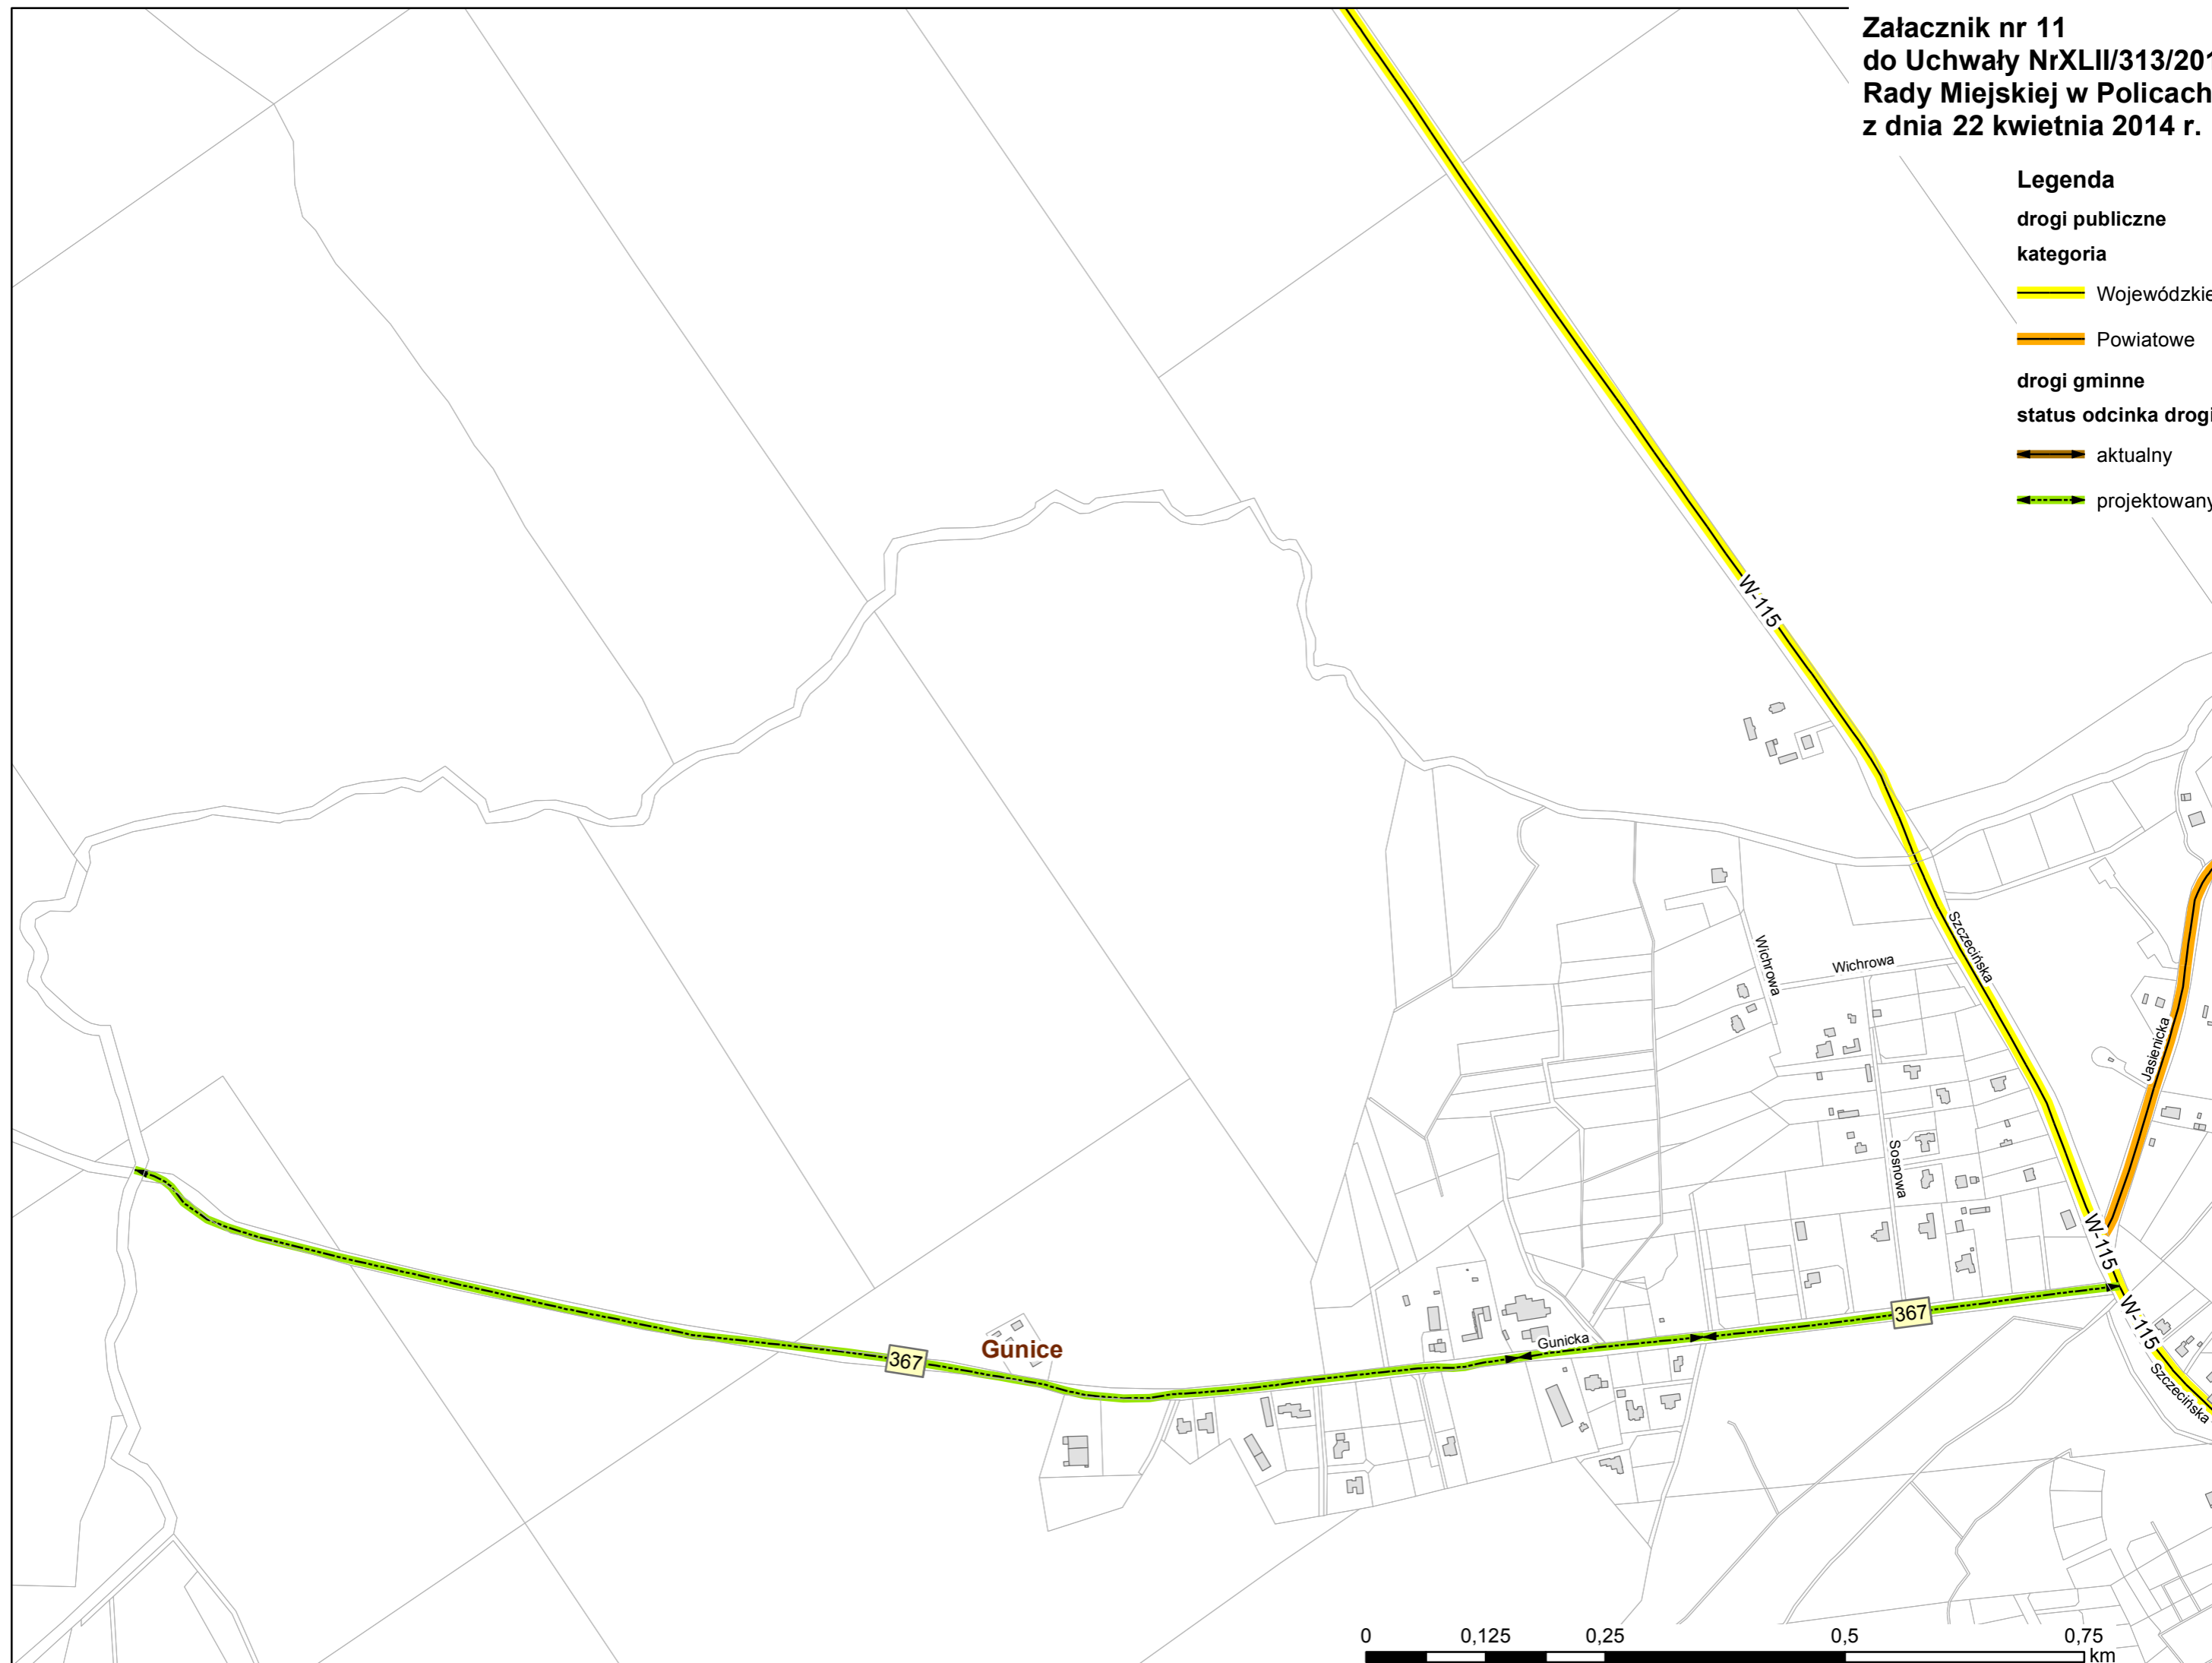 Załacznik nr 11
do Uchwały NrXLII/313/201
Rady Miejskiej w Policach
z dnia 22 kwietnia 2014 r.
Legenda
drogi publiczne
kategoria
Wojewódzkie
Powiatowe
drogi gminne
status odcinka drogi
aktualny
projektowany
W-115
Szczecińska
Wichrowa
Wichrowa
Jasienicka
Sosnowa
W-115
367
W-115
Gunicka
Gunice
367
Szczecińska
0 0,125 0,25 0,5 0,75
km